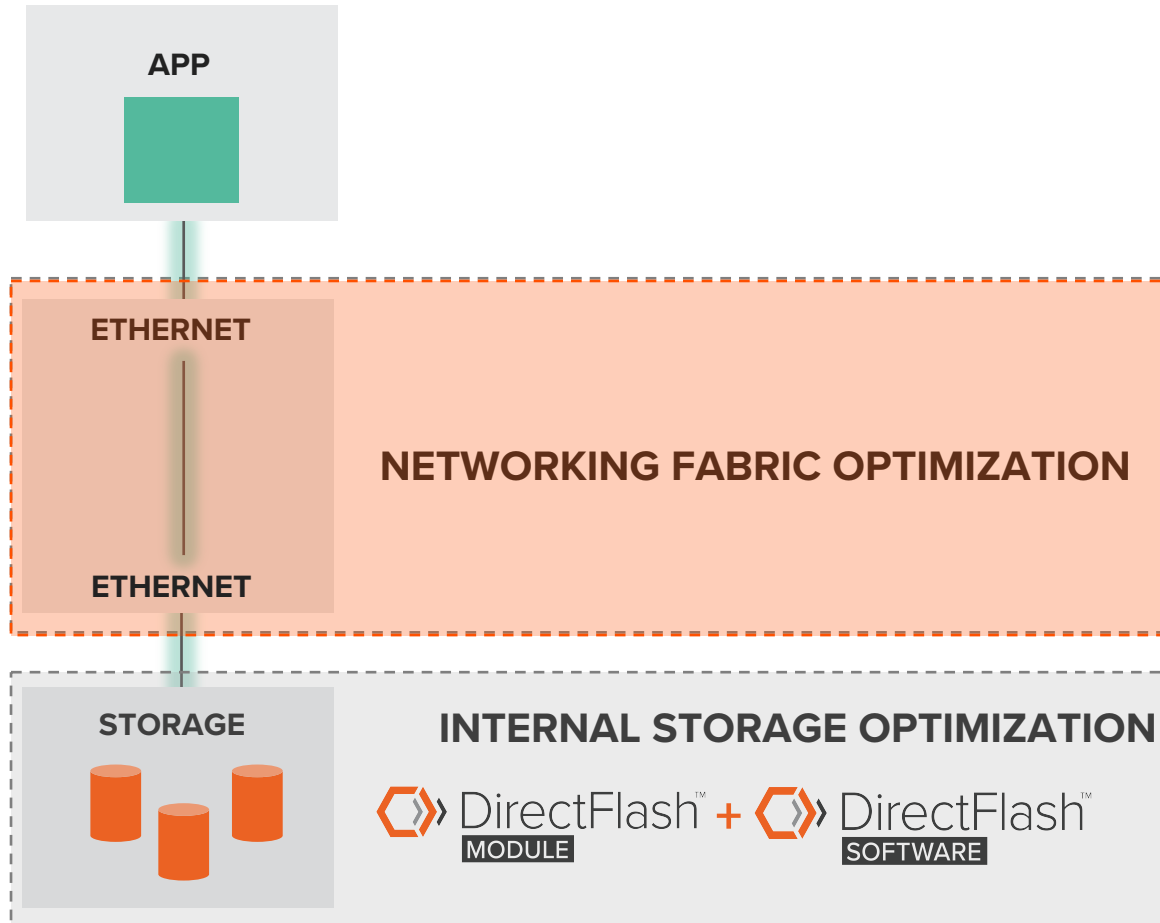 APP
ETHERNET
NETWORKING FABRIC OPTIMIZATION
ETHERNET
STORAGE
INTERNAL STORAGE OPTIMIZATION
DirectFlash™ + DirectFlash™
MODULE SOFTWARE